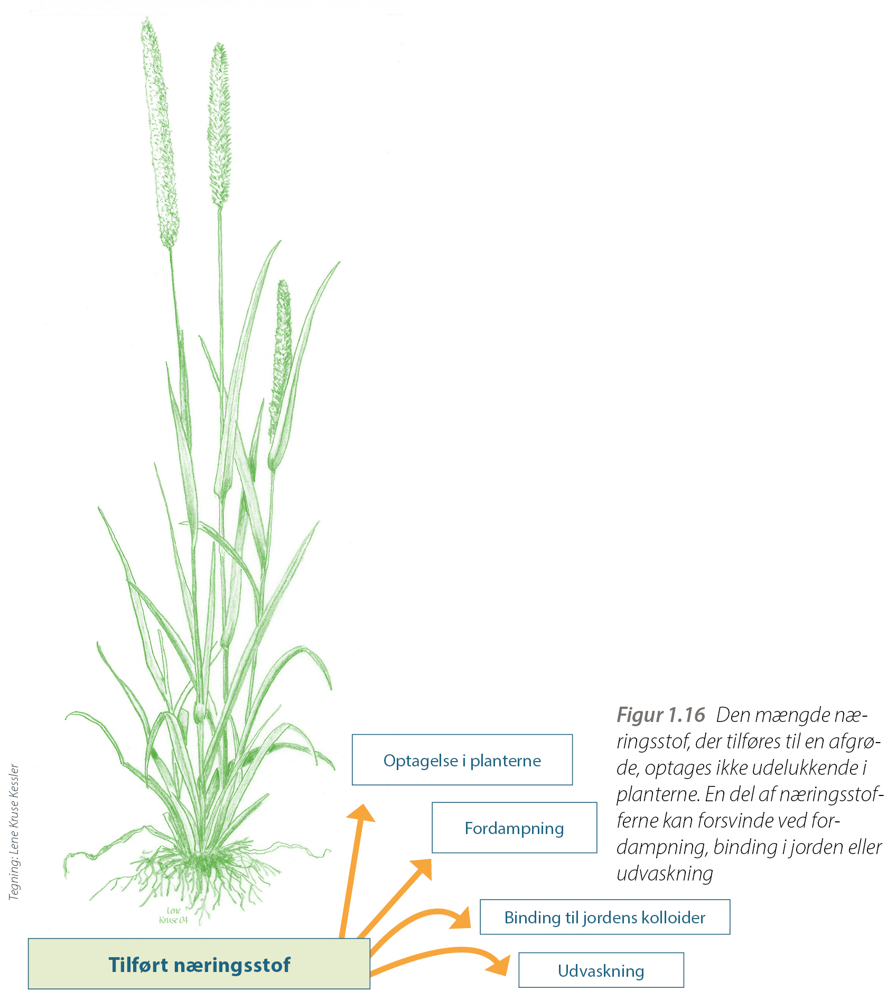 Tegning: Lene Kruse Kessler
Lene
Kruse 04
Optagelse i planterne
Fordampning
Binding til jordens kolloider
Udvaskning
Tilført næringsstof
Figur 1.16 Den mængde næ-
ringsstof, der tilføres til en afgrø-
de, optages ikke udelukkende i
planterne. En del af næringsstof-
ferne kan forsvinde ved for-
dampning, binding i jorden eller
udvaskning